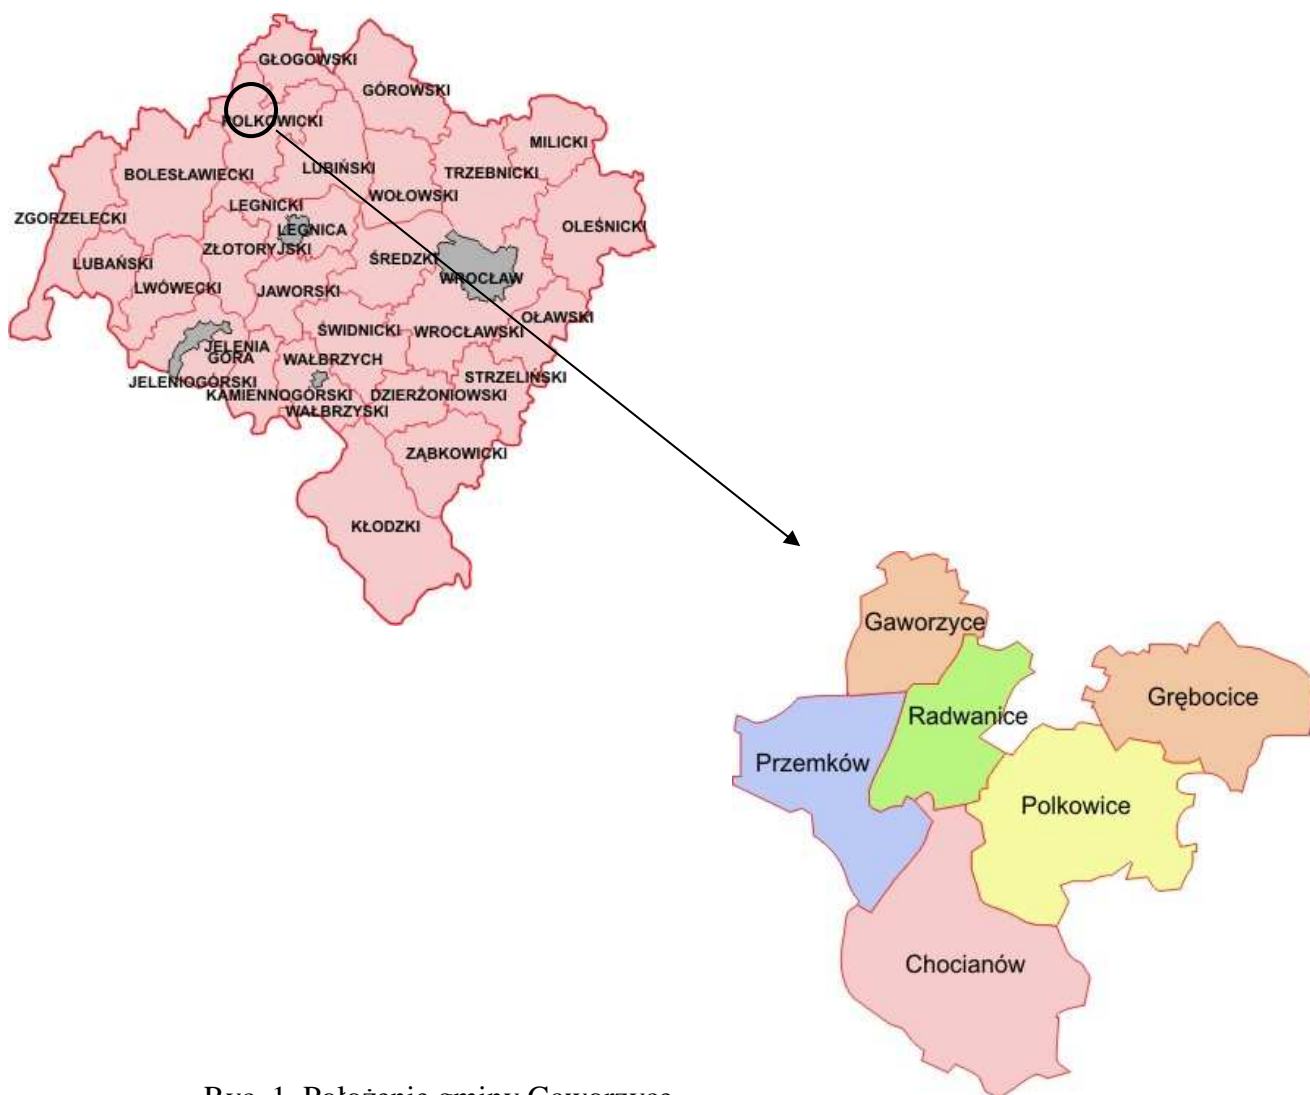 GŁOGOWSKI
GÓROWSKI
POLKOWICKI
MILICKI
LUBIŃSKI
TRZEBNICKI
BOLESŁAWIECKI
WOŁOWSKI
LEGNICKI
ZGORZELECKI
OLEŚNICKI
LEGNICA
ZŁOTORYJSKI
ŚREDZKI
LUBAŃSKI
WROCŁAW
LWÓWECKI
JAWORSKI
OŁAWSKI
ŚWIDNICKI
WROCŁAWSKI
JELENIA
GÓRA
WAŁBRZYCH
STRZELIŃSKI
JELENIOGÓRSKI
KAMIENNOGÓRSKI
DZIERŻONIOWSKI
WAŁBRZYSKI
ZĄBKOWICKI
KŁODZKI
Gaworzyce
Grębocice
Radwanice
Przemków
Polkowice
Chocianów
Ryc. 1. Położenie gminy Gaworzyce